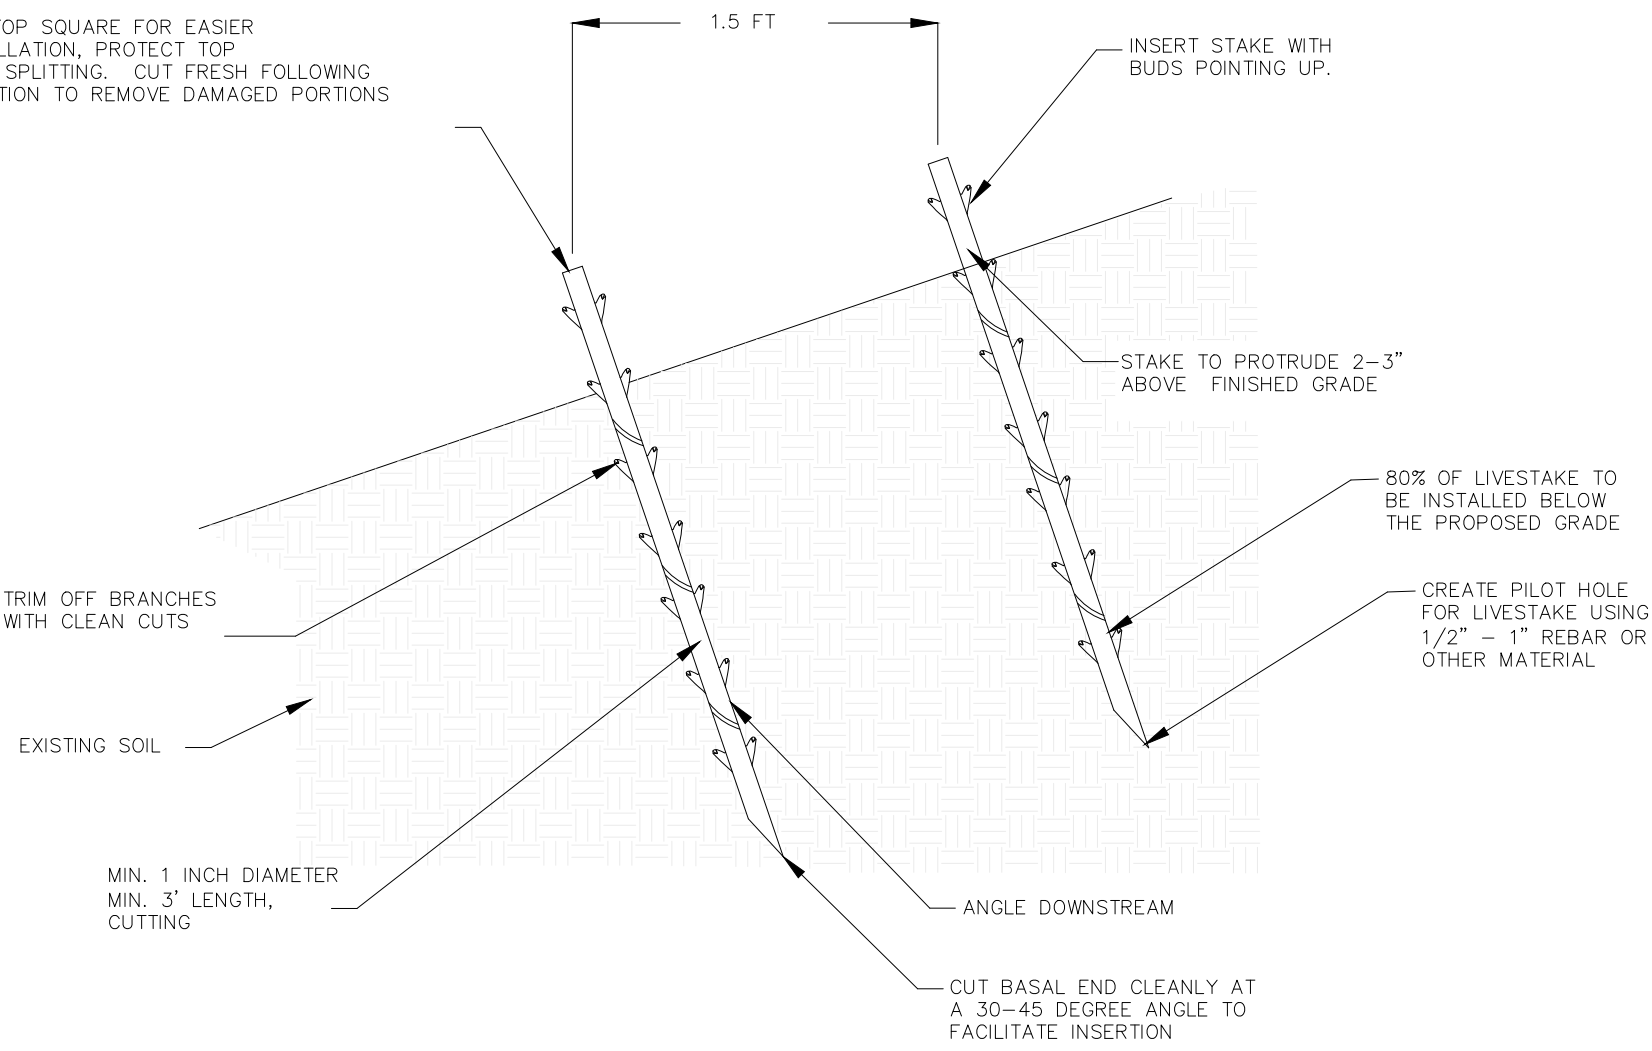 TOP SQUARE FOR EASIER
LLATION, PROTECT TOP
SPLITTING. CUT FRESH FOLLOWING
TION TO REMOVE DAMAGED PORTIONS
1.5 FT
INSERT STAKE WITH
BUDS POINTING UP.
STAKE TO PROTRUDE 2-3"
ABOVE FINISHED GRADE
80% OF LIVESTAKE TO
BE INSTALLED BELOW
THE PROPOSED GRADE
CREATE PILOT HOLE
FOR LIVESTAKE USING
1/2" - 1" REBAR OR
OTHER MATERIAL
TRIM OFF BRANCHES
WITH CLEAN CUTS
EXISTING SOIL
MIN. 1 INCH DIAMETER
MIN. 3' LENGTH,
CUTTING
ANGLE DOWNSTREAM
CUT BASAL END CLEANLY AT
A 30-45 DEGREE ANGLE TO
FACILITATE INSERTION